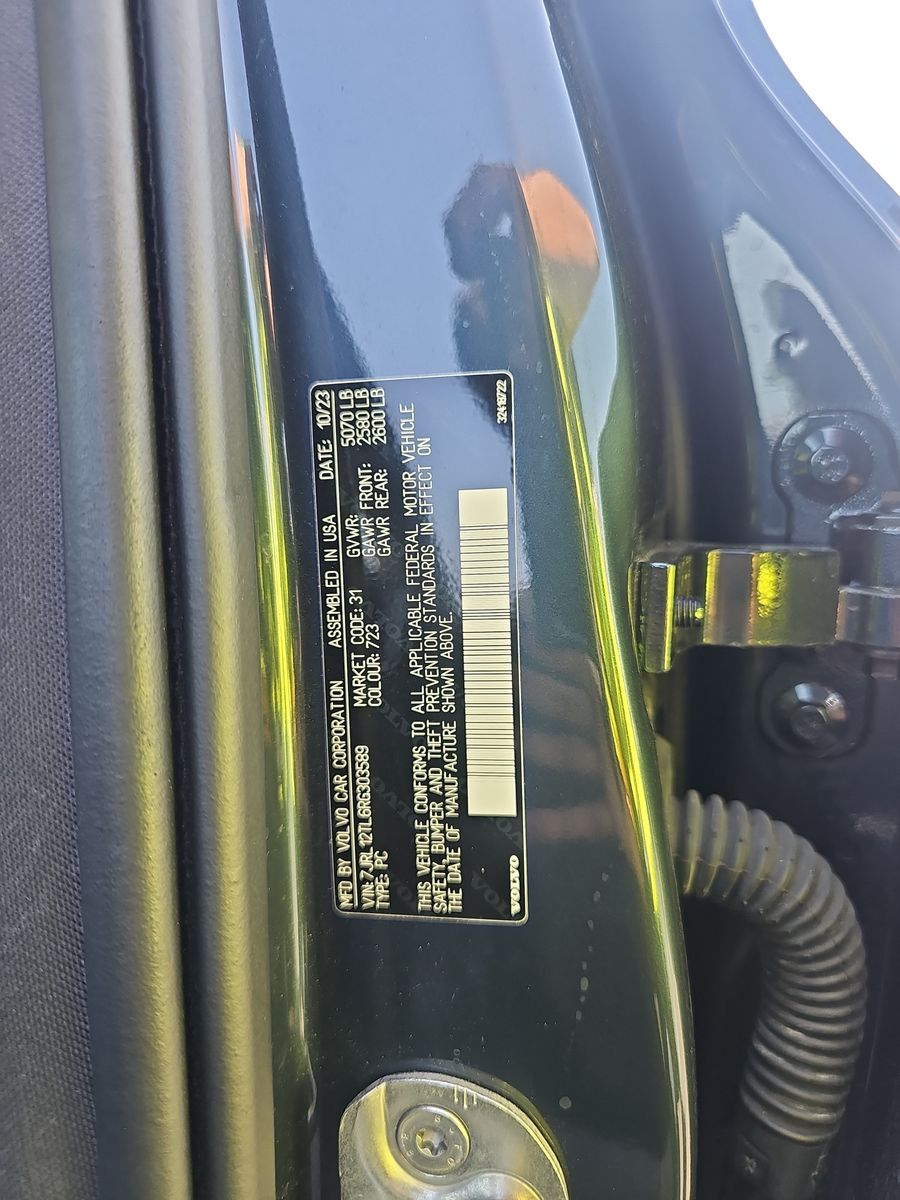 MFD BY VOLVO CAR CORPORATION ASSEMBLED IN USA DATE: 10/23
VIN: 7JRL12TL6RG303589 MARKET CODE: 31 GVWR: 5070 LB
TYPE: PC COLOUR: 723 GAWR FRONT: 2580 LB
GAWR REAR: 2600 LB
THIS VEHICLE CONFORMS TO ALL APPLICABLE FEDERAL MOTOR VEHICLE
SAFETY, BUMPER AND THEFT PREVENTION STANDARDS IN EFFECT ON
THE DATE OF MANUFACTURE SHOWN ABOVE.
VOLVO 32419722